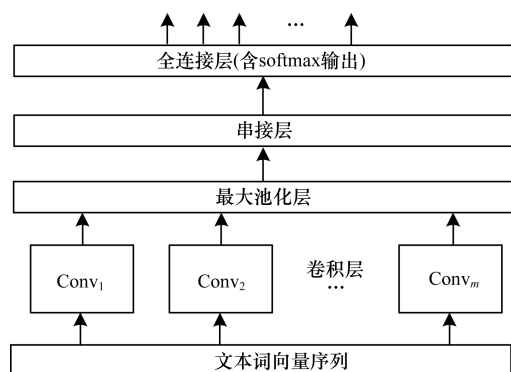 ...
全连接层(含softmax输出)
串接层
最大池化层
卷积层
Conv₁ Conv₂ ... Convₘ
文本词向量序列